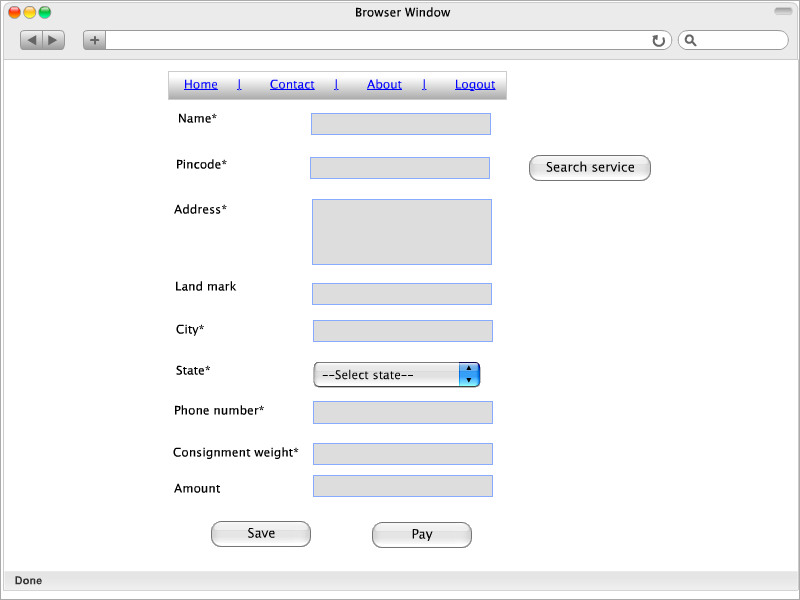 Browser Window
Home | Contact | About | Logout
Name*
Pincode*
Search service
Address*
Land mark
City*
State*
--Select state--
Phone number*
Consignment weight*
Amount
Save Pay
Done